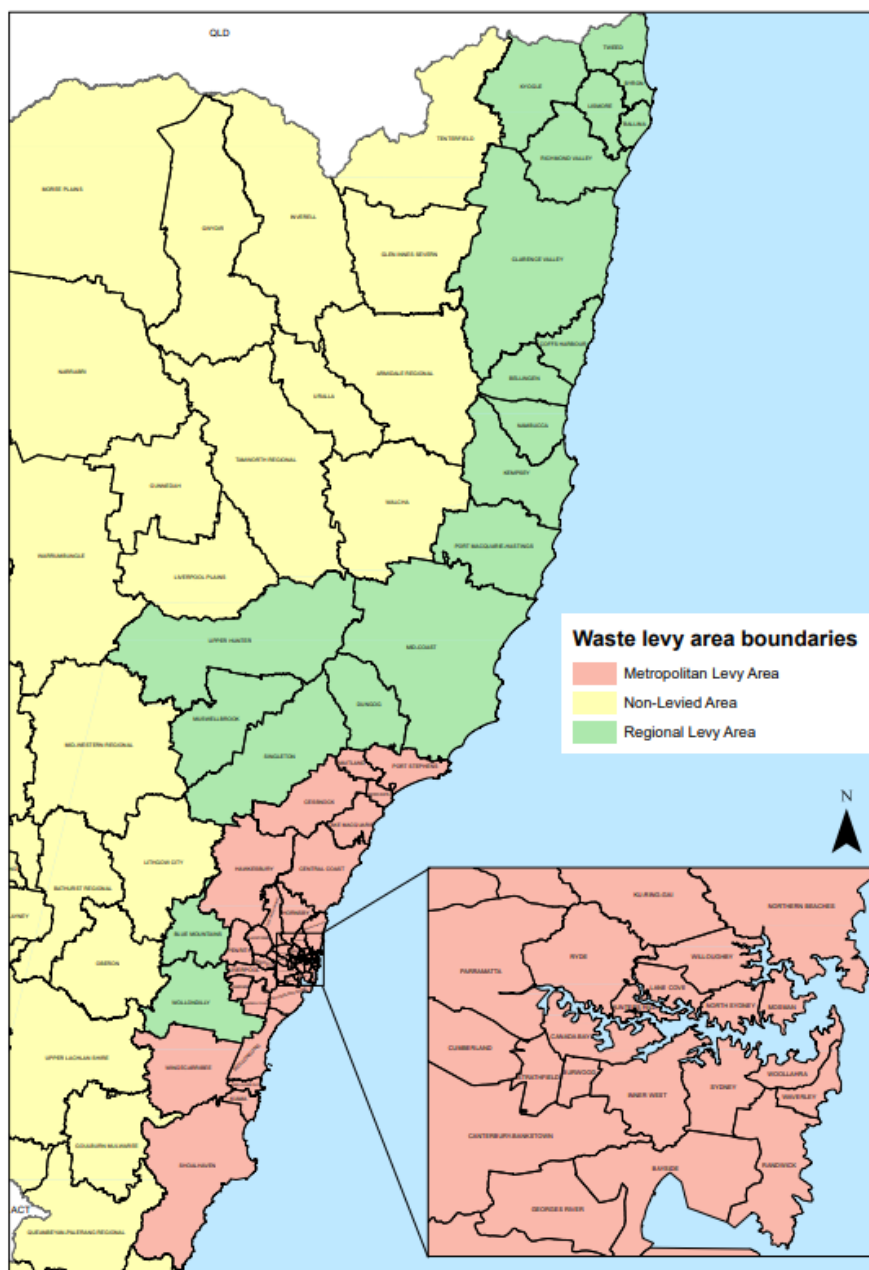 QLD
TWEED
KYOGLE
BYRON
LISMORE
BALLINA
TENTERFIELD
RICHMOND VALLEY
MOREE PLAINS
GWYDIR
INVERELL
GLEN INNES SEVERN
CLARENCE VALLEY
COFFS HARBOUR
NARRABRI
ARMIDALE REGIONAL
BELLINGEN
URALLA
NAMBUCCA
TAMWORTH REGIONAL
KEMPSEY
GUNNEDAH
WALCHA
PORT MACQUARIE-HASTINGS
WARRUMBUNGLE
LIVERPOOL PLAINS
UPPER HUNTER
MID-COAST
Waste levy area boundaries
Metropolitan Levy Area
Non-Levied Area
Regional Levy Area
DUNGOG
MUSWELLBROOK
MID-WESTERN REGIONAL
SINGLETON
MAITLAND
PORT STEPHENS
CESSNOCK
LAKE MACQUARIE
N
LITHGOW CITY
HAWKESBURY
CENTRAL COAST
BATHURST REGIONAL
HORNSBY
BLUE MOUNTAINS
PENRITH
OBERON
LIVERPOOL
WOLLONDILLY
UPPER LACHLAN SHIRE
WINGECARRIBEE
WOLLONGONG
KIAMA
GOULBURN MULWAREE
SHOALHAVEN
ACT
QUEANBEYAN-PALERANG REGIONAL
KU-RING-GAI
NORTHERN BEACHES
RYDE
WILLOUGHBY
PARRAMATTA
LANE COVE
NORTH SYDNEY
MOSMAN
CANADA BAY
CUMBERLAND
STRATHFIELD
BURWOOD
WOOLLAHRA
INNER WEST
SYDNEY
WAVERLEY
CANTERBURY-BANKSTOWN
BAYSIDE
RANDWICK
GEORGES RIVER